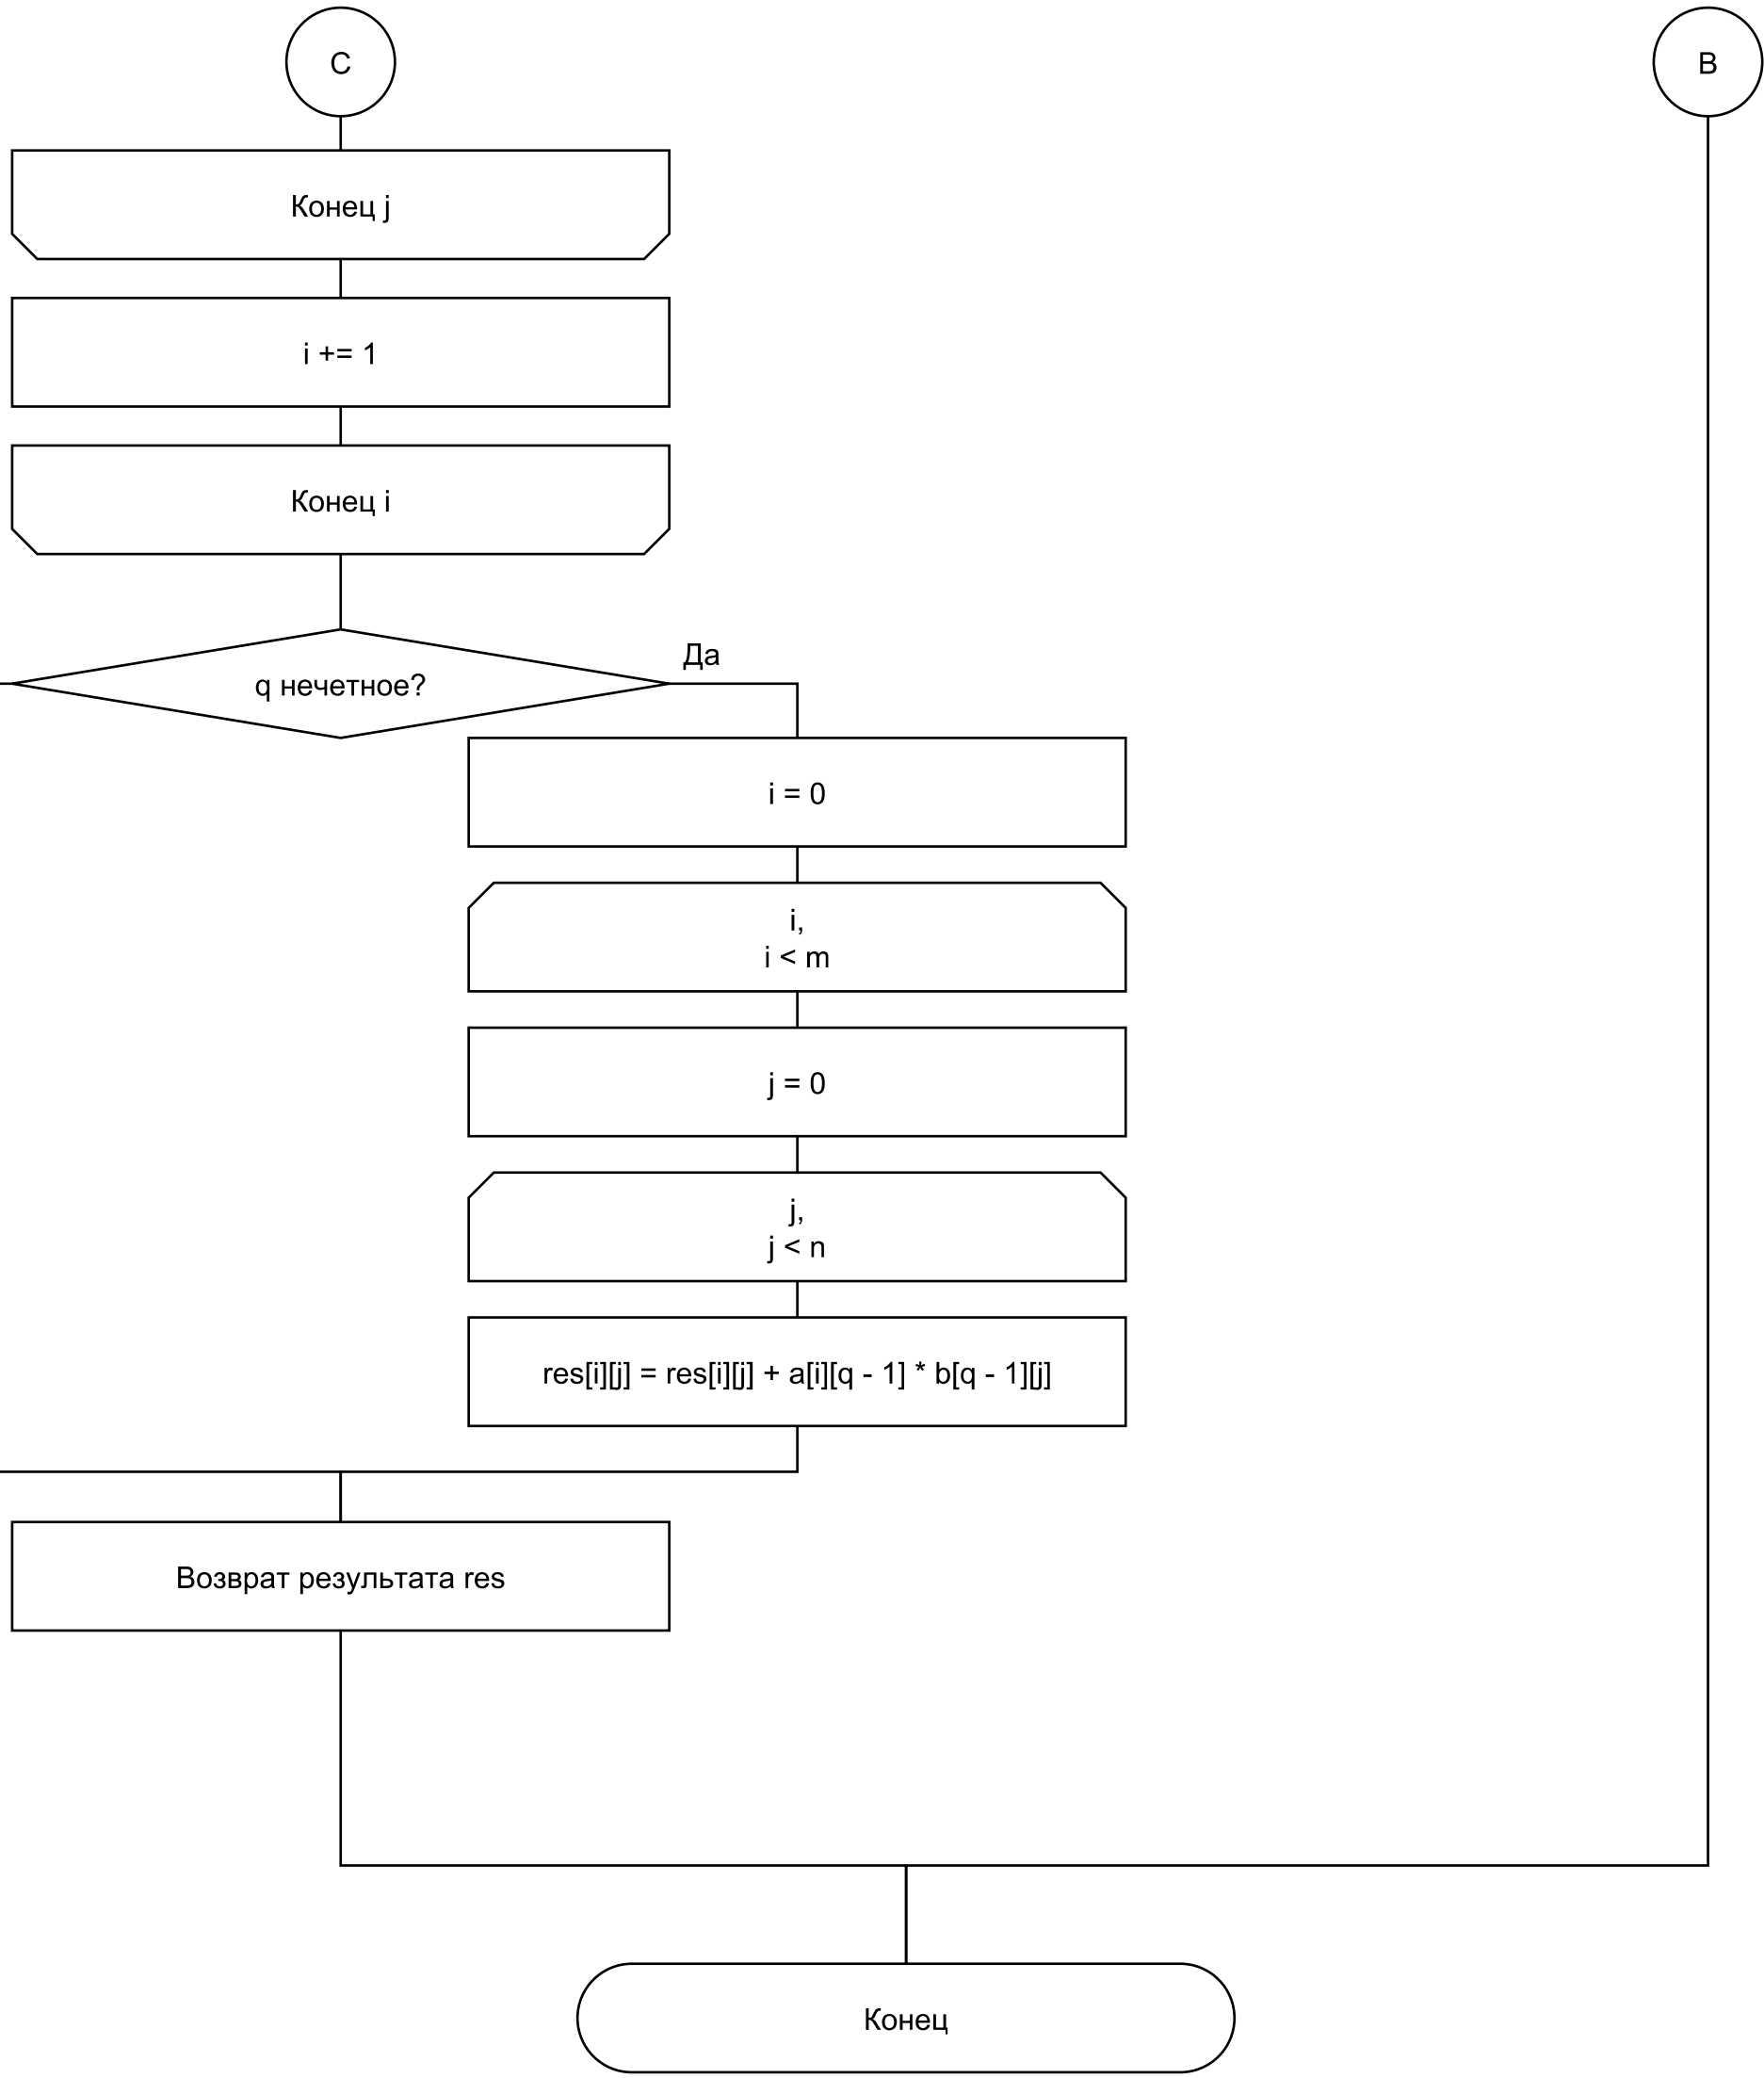 C
B
Конец j
i += 1
Конец i
Да
q нечетное?
i = 0
i,
i < m
j = 0
j,
j < n
res[i][j] = res[i][j] + a[i][q - 1] * b[q - 1][j]
Возврат результата res
Конец